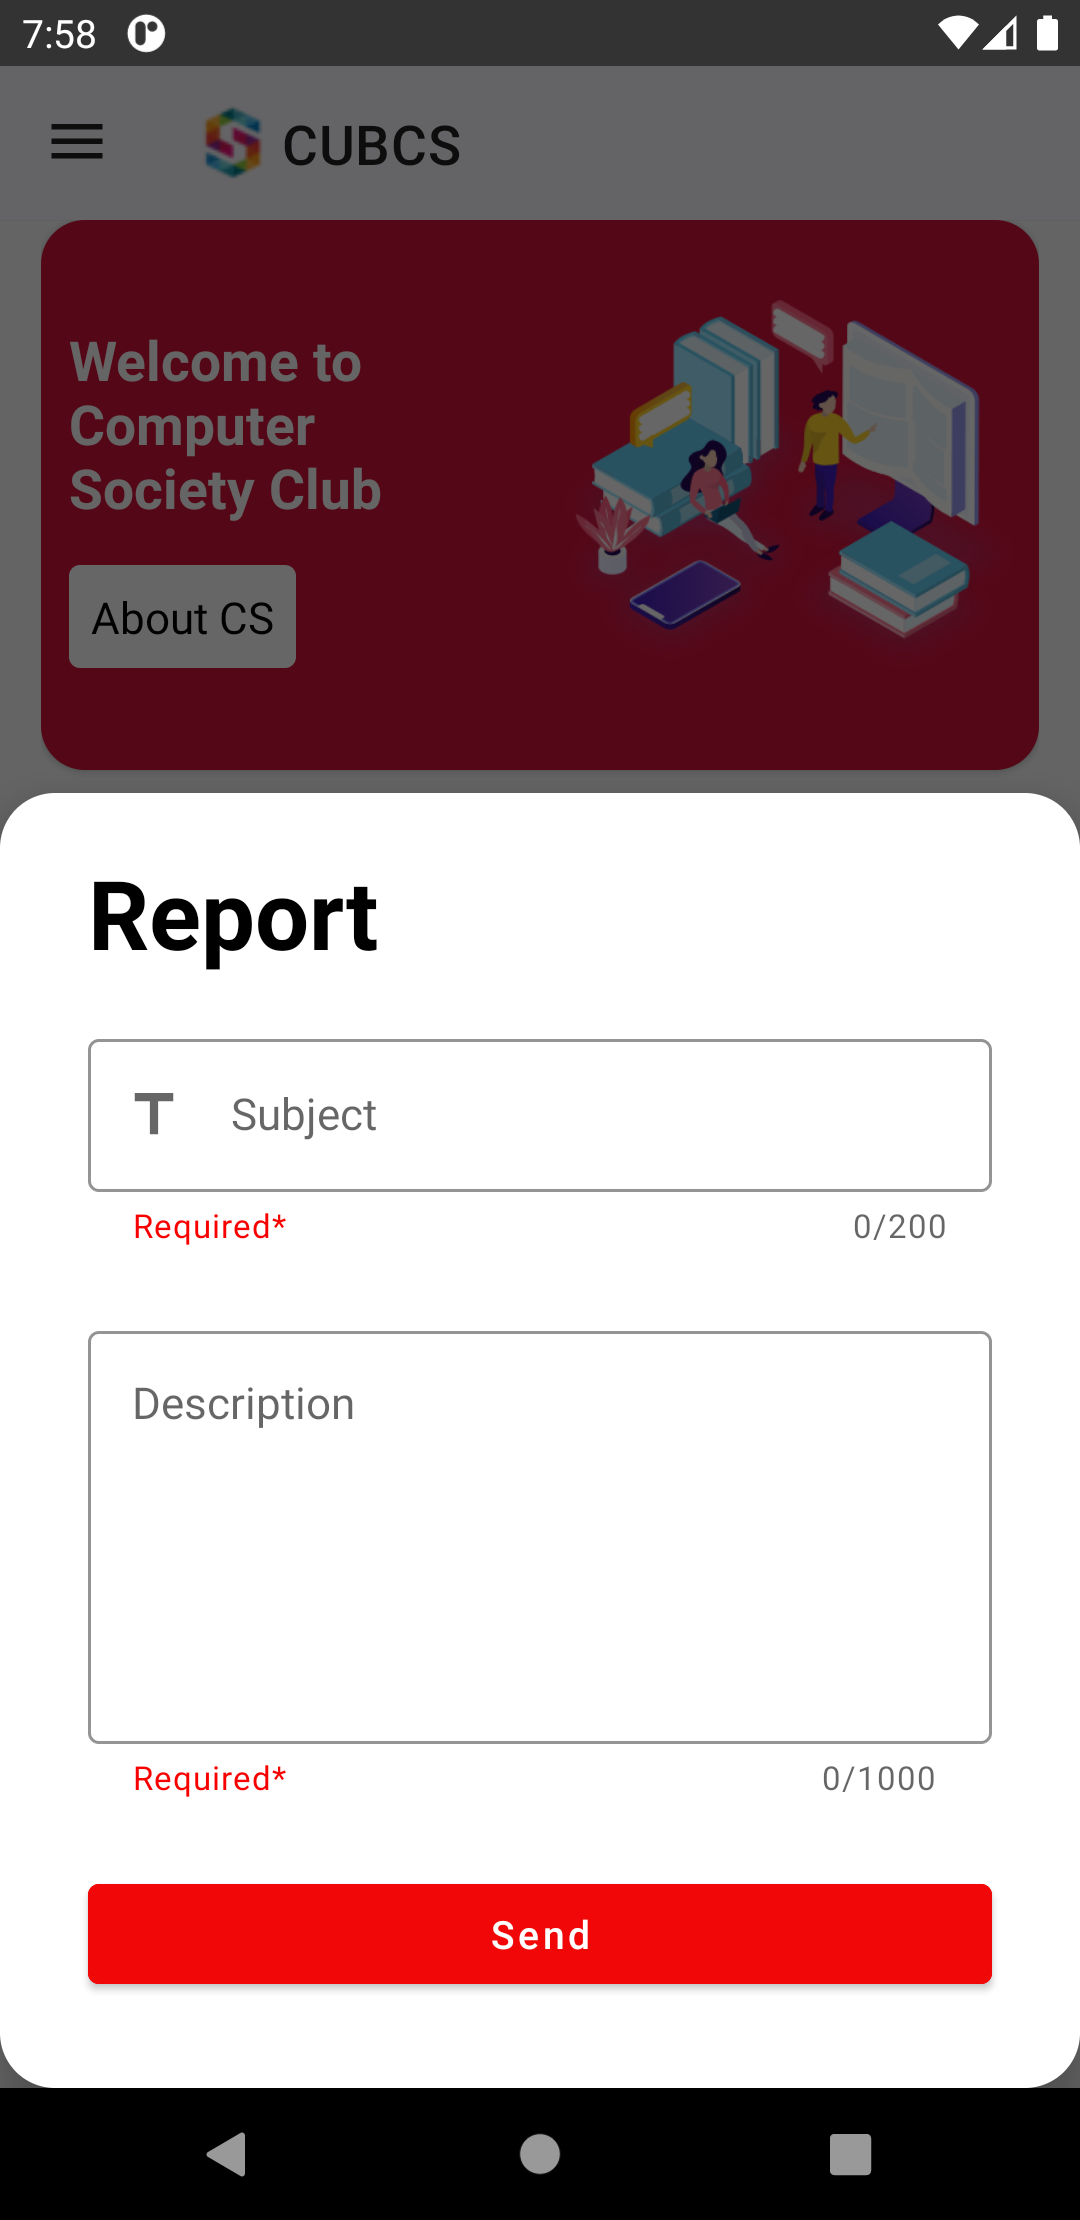 7:58
CUBCS
Welcome to
Computer
Society Club
About CS
Report
Subject
Required*
0/200
Description
Required*
0/1000
Send